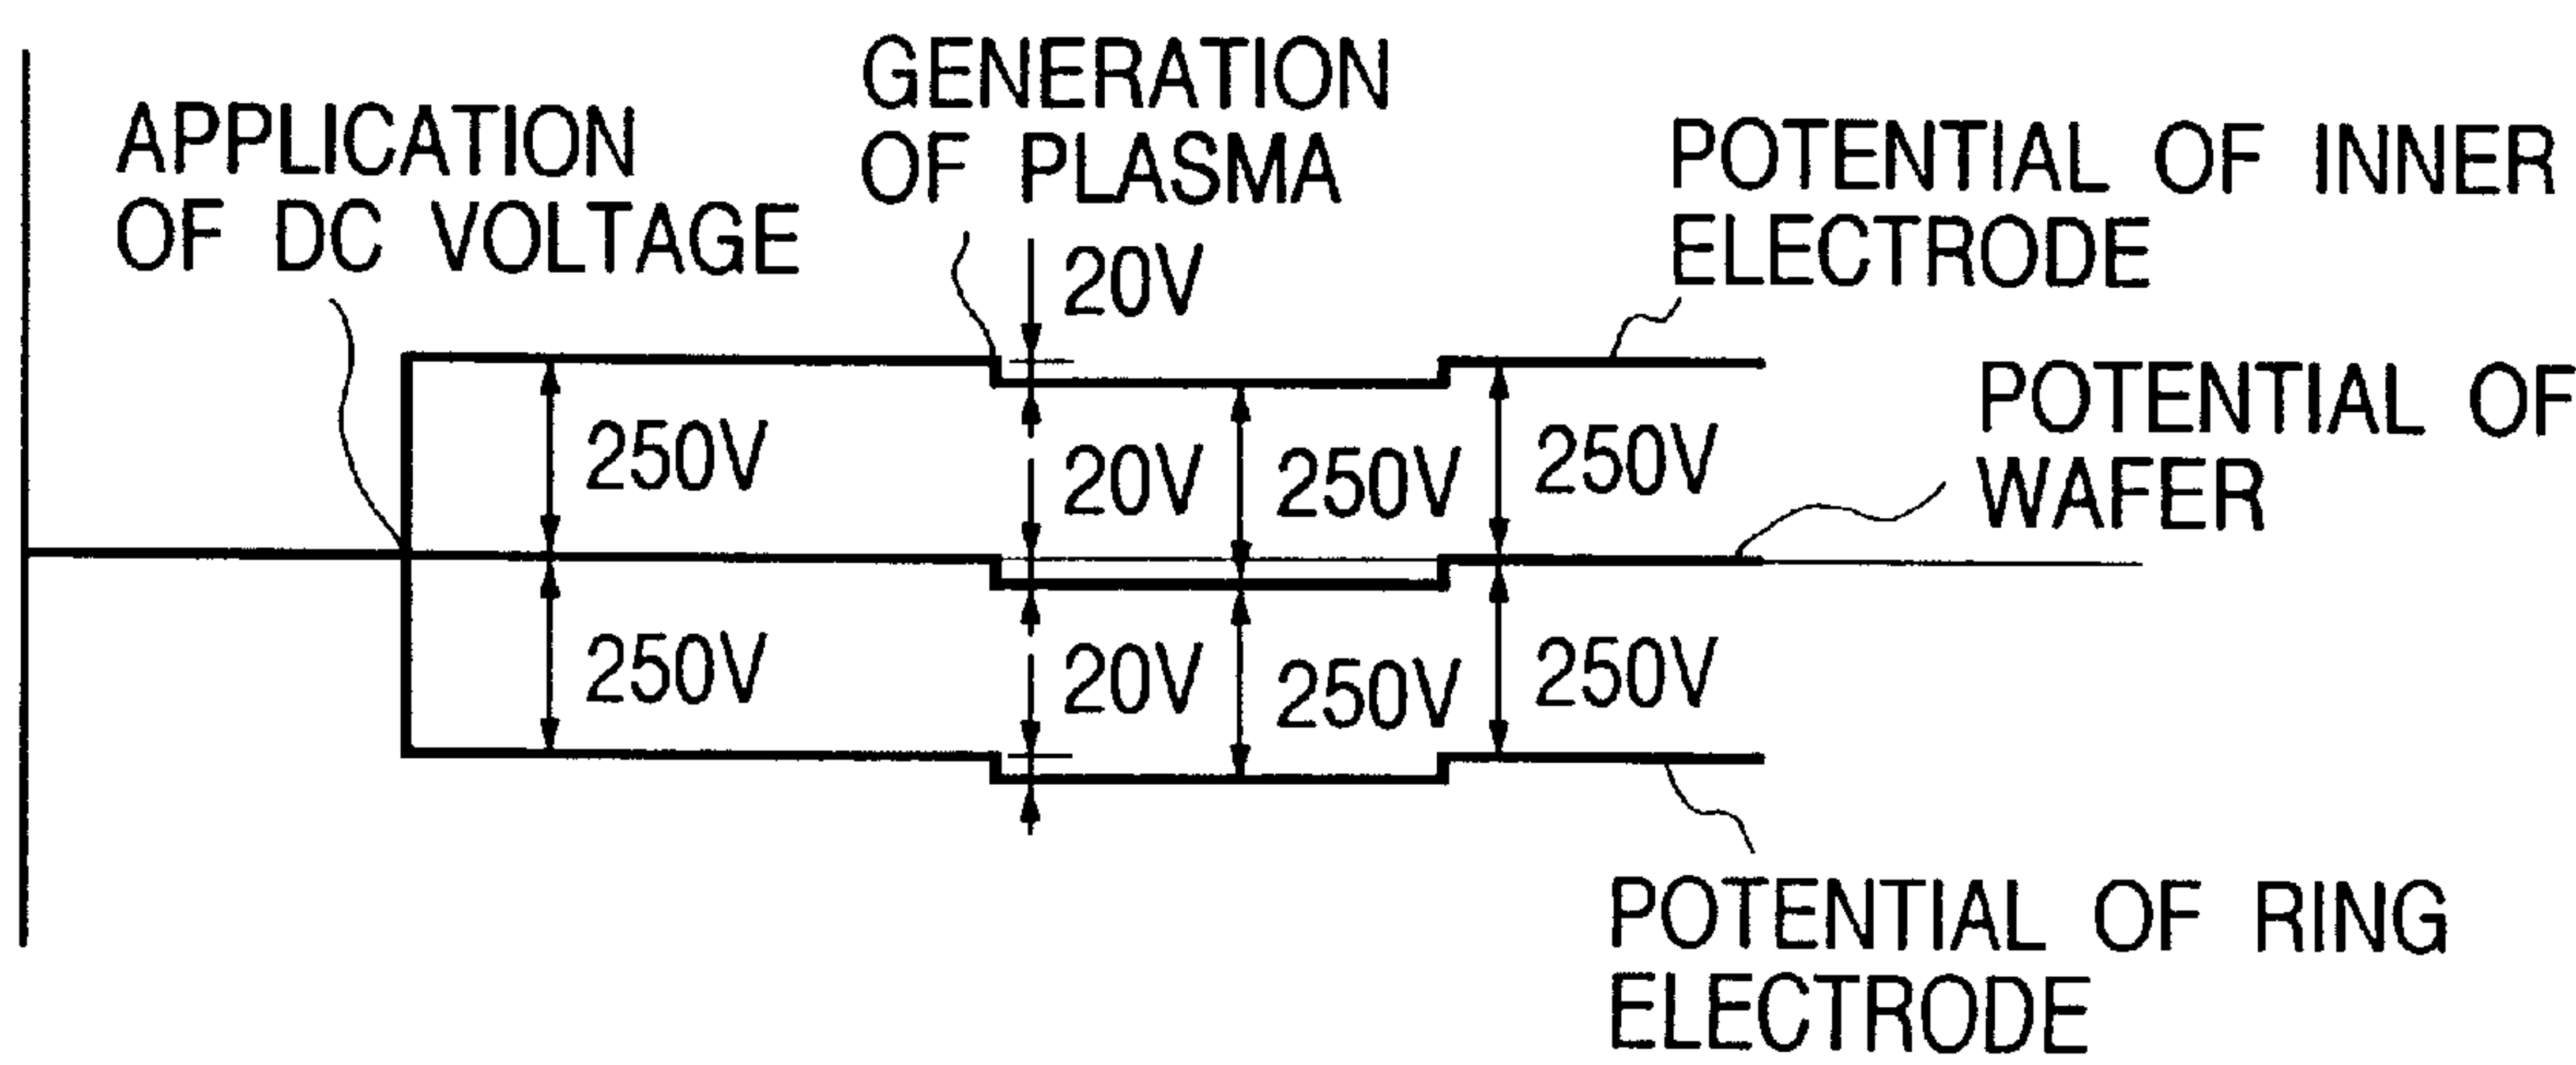 GENERATION
OF PLASMA
APPLICATION
OF DC VOLTAGE
POTENTIAL OF INNER
ELECTRODE
20V
POTENTIAL OF
WAFER
250V
20V
250V
250V
250V
20V
250V
250V
POTENTIAL OF RING
ELECTRODE